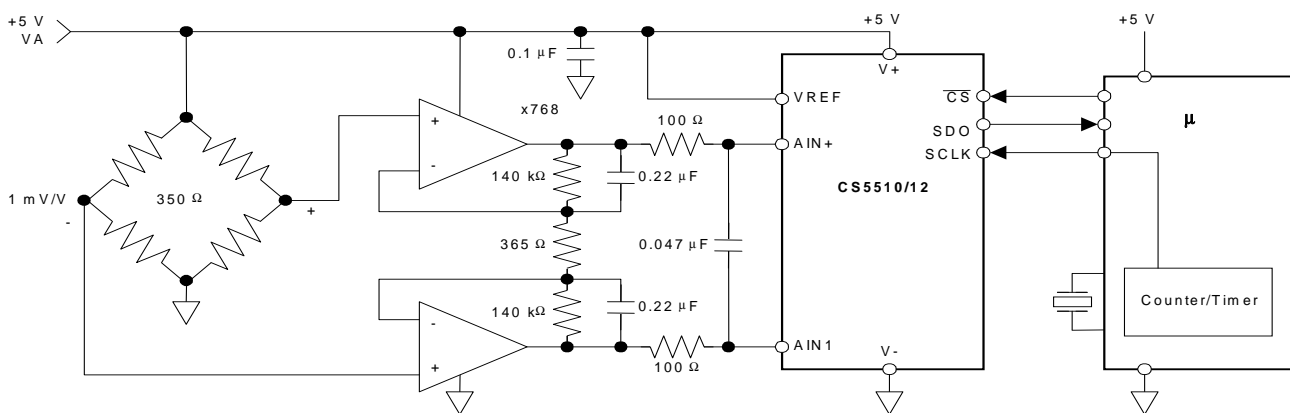 +5 V
VA
0.1 µF
+5 V
+5 V
V+
VREF
CS
x768
+
-
100 Ω
AIN+
SDO
SCLK
µ
140 kΩ
0.22 µF
CS5510/12
1 mV/V
-
350 Ω
+
365 Ω
0.047 µF
140 kΩ
0.22 µF
Counter/Timer
-
+
100 Ω
AIN1
V-